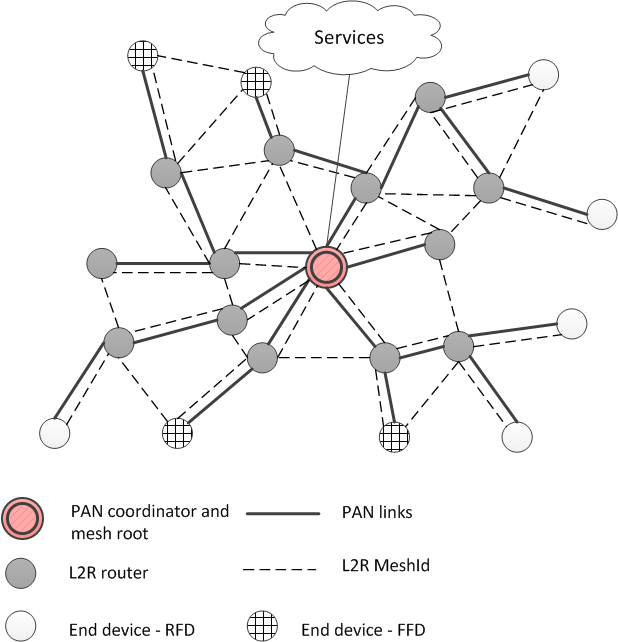 Services
PAN coordinator and
mesh root
PAN links
L2R router
L2R MeshId
End device - RFD
End device - FFD